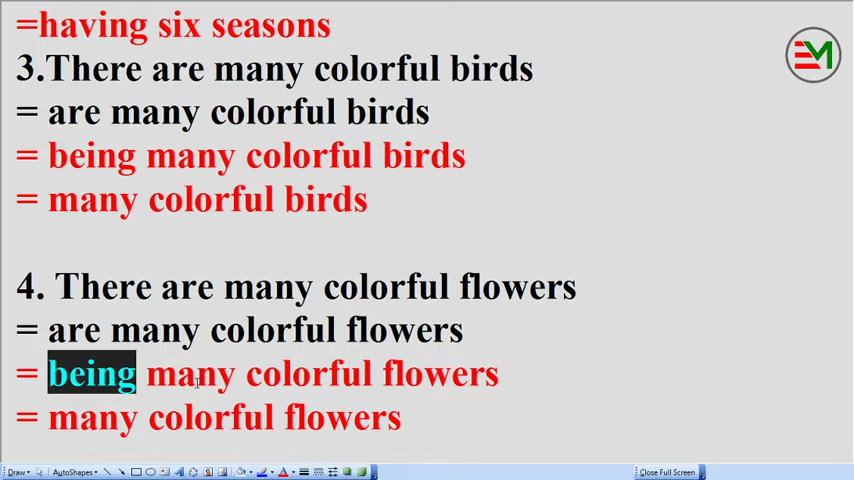 =having six seasons
3.There are many colorful birds
= are many colorful birds
= being many colorful birds
= many colorful birds
4. There are many colorful flowers
= are many colorful flowers
= being many colorful flowers
= many colorful flowers
Draw AutoShapes Close Full Screen
EM